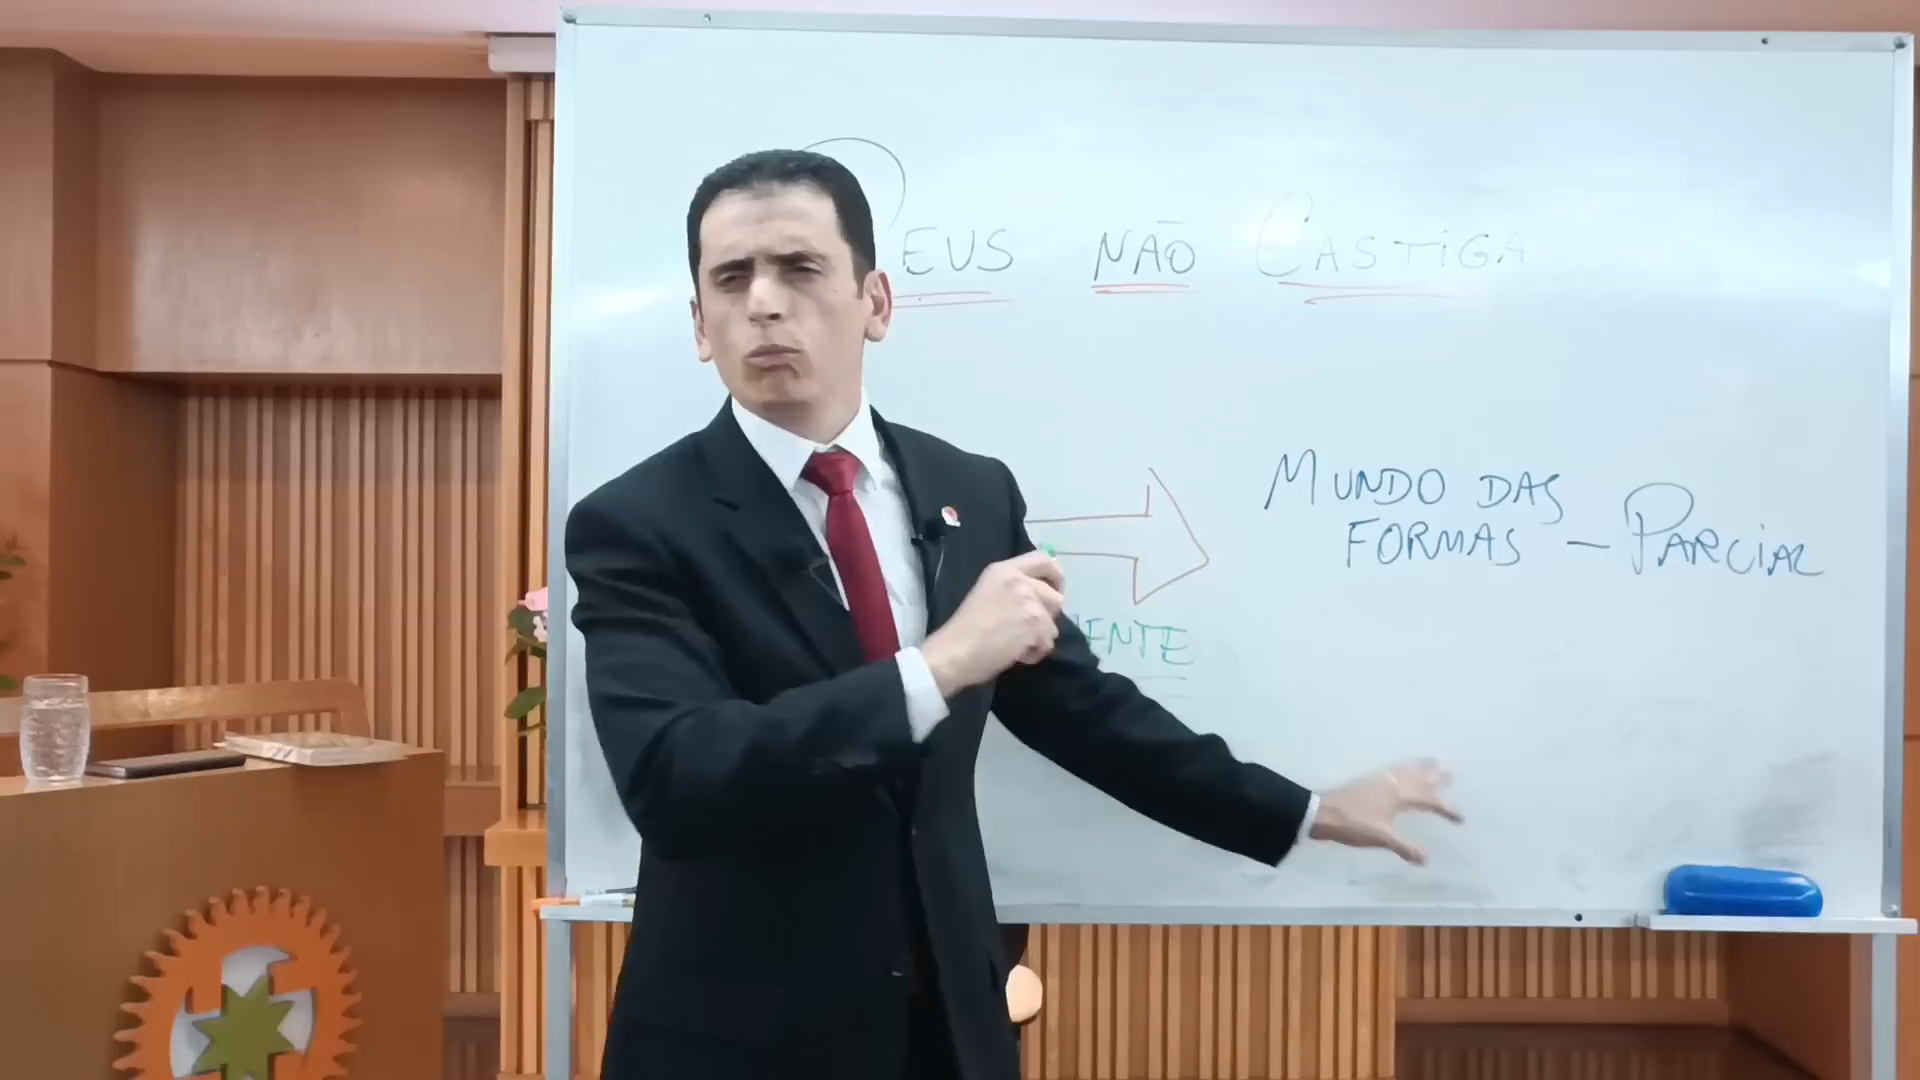 EUS NÃO CASTIGA
MUNDO DAS
FORMAS - PARCIAL
ENTE